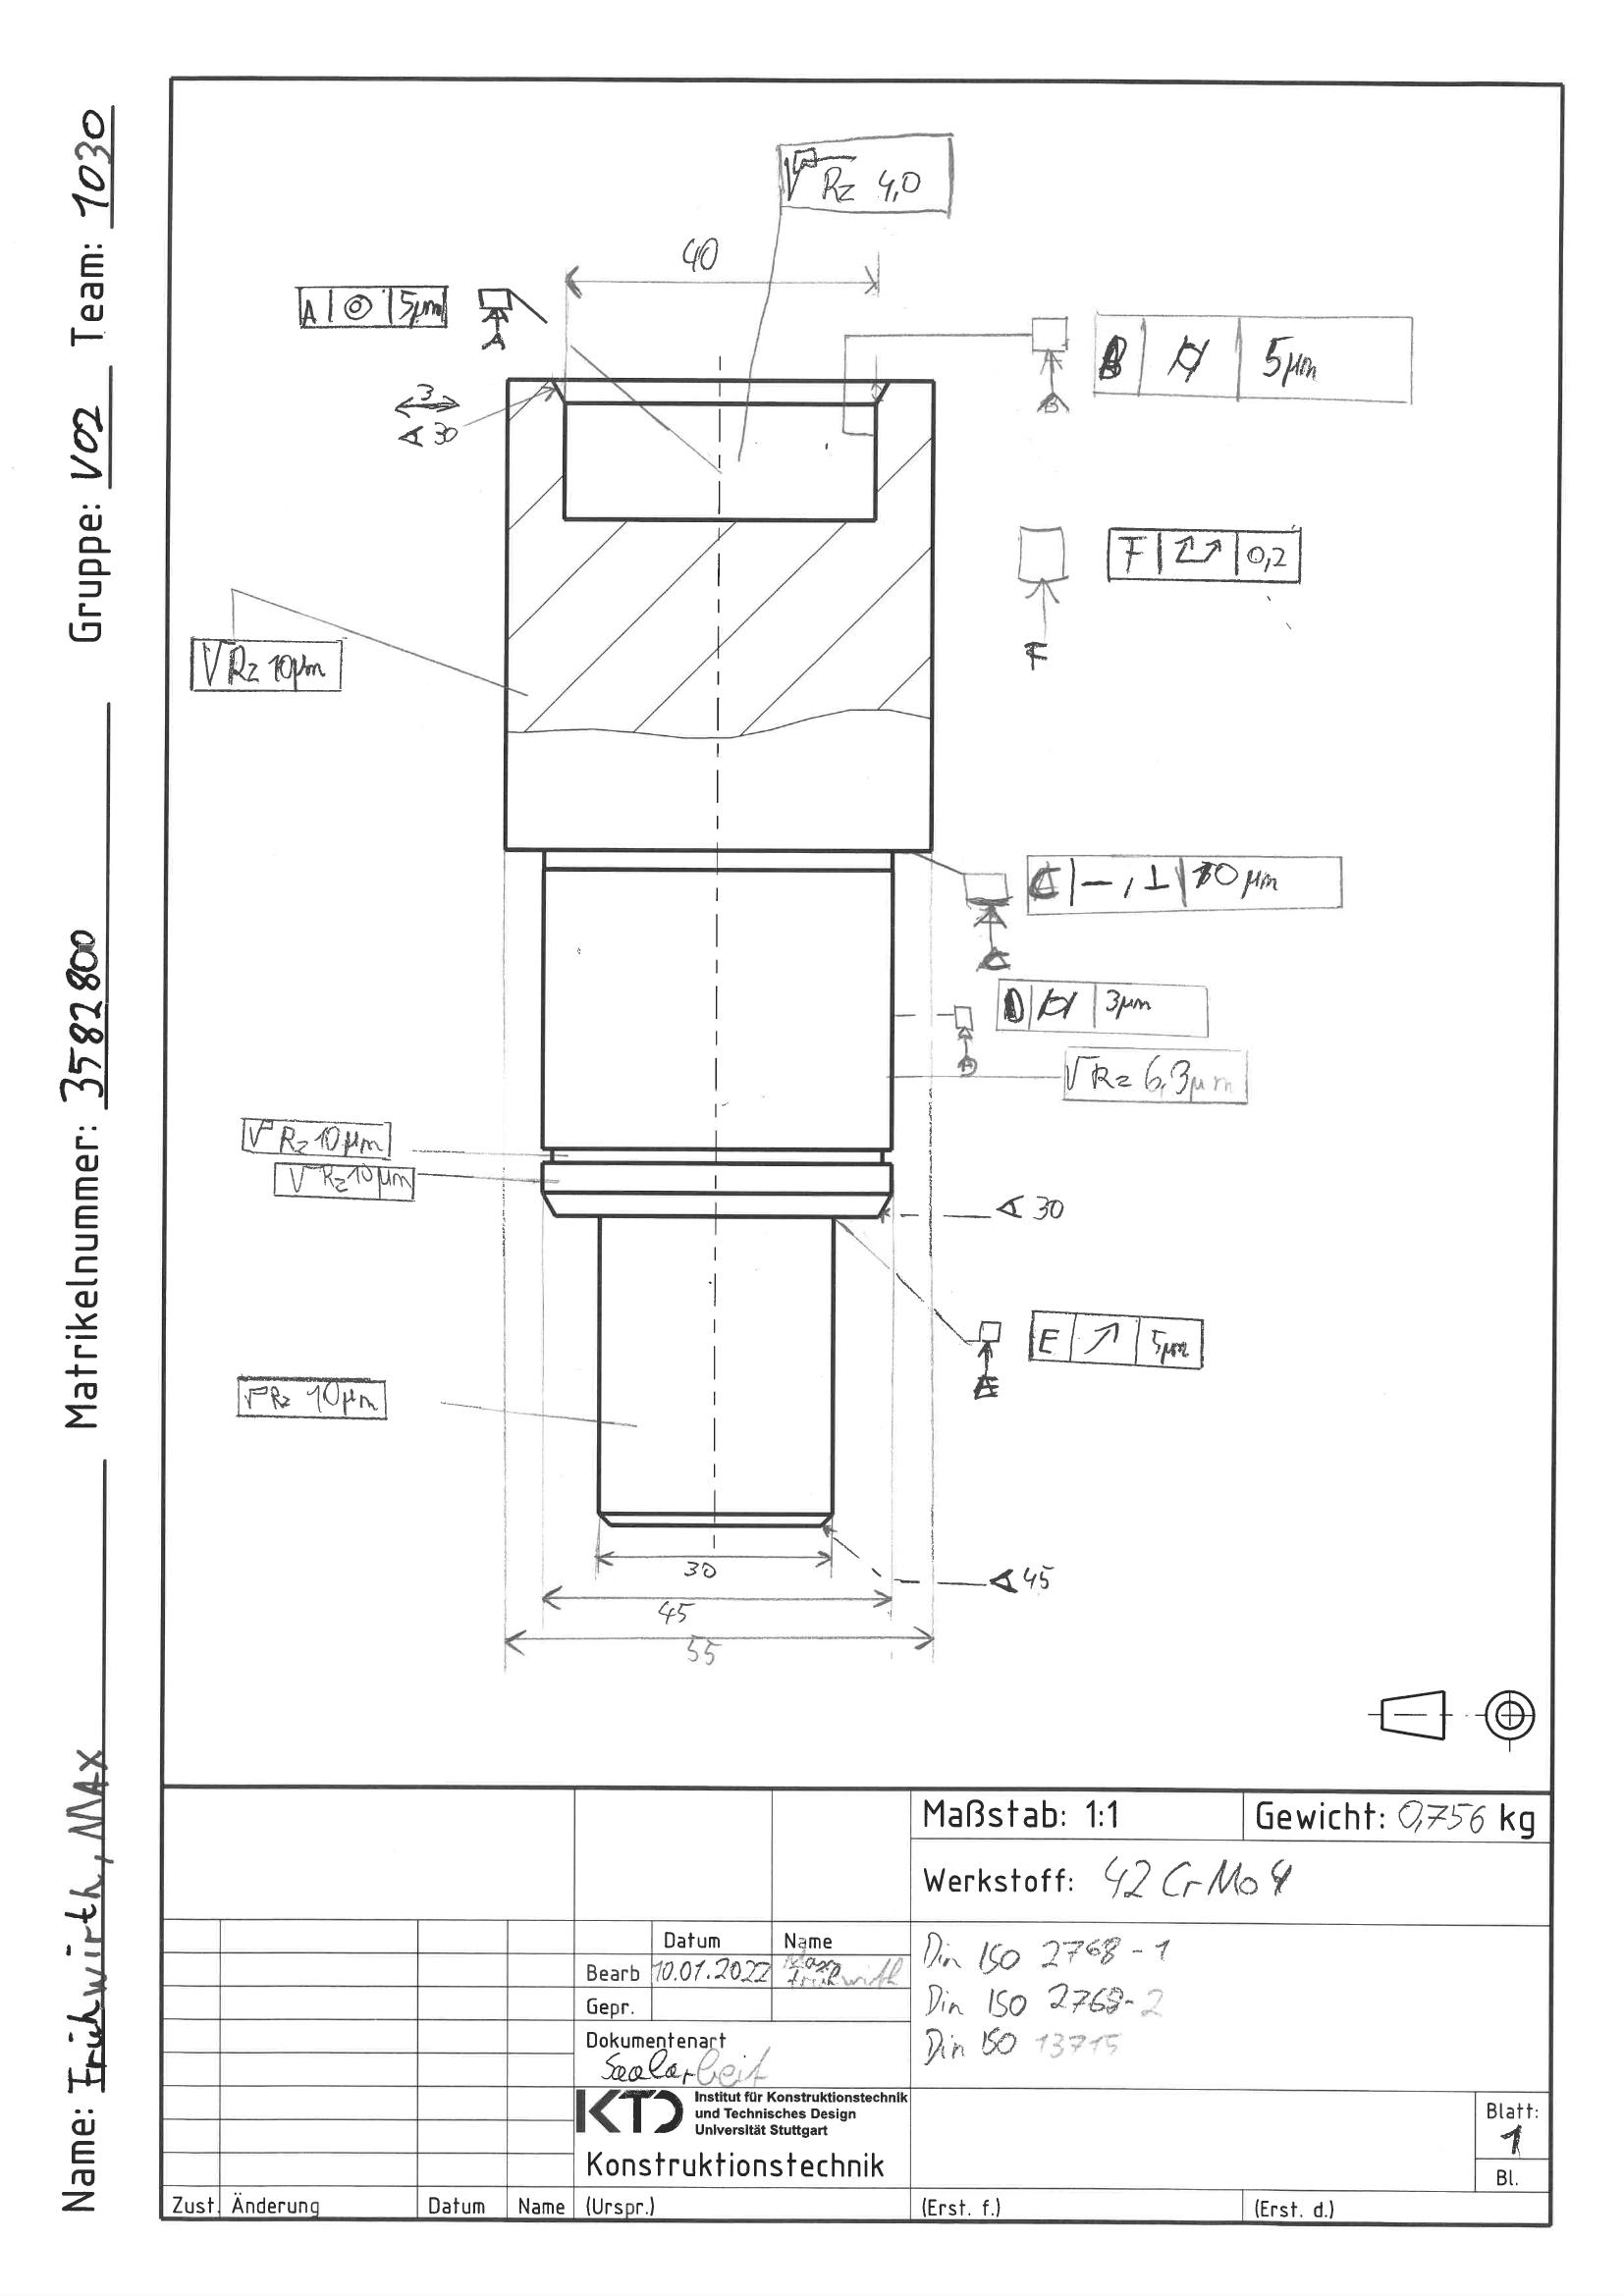 Name: Frühwirth, MAX Matrikelnummer: 3582800 Gruppe: V02 Team: 1030
√ Rz 4,0
40
A ◎ 5µm
A
B ⌭ 5µm
B
3
∢ 30
F 0,2
F
√ Rz 10µm
C — , ⊥ 10 µm
C
D ⌭ 3µm
D
√ Rz 6,3µm
√ Rz 10µm
√ Rz 10µm
∢ 30
E ↗ 5µm
E
√ Rz 10µm
30
∢ 45
45
55
Maßstab: 1:1 Gewicht: 0,756 kg
Werkstoff: 42 CrMo4
Datum Name
Bearb 10.01.2022 Max Frühwirth
Gepr.
Din ISO 2768 - 1
Din ISO 2768- 2
Din ISO 13715
Dokumentenart
Saalarbeit
KTD Institut für Konstruktionstechnik
und Technisches Design
Universität Stuttgart
Konstruktionstechnik
Blatt:
1
Bl.
Zust. Änderung Datum Name (Urspr.) (Erst. f.) (Erst. d.)